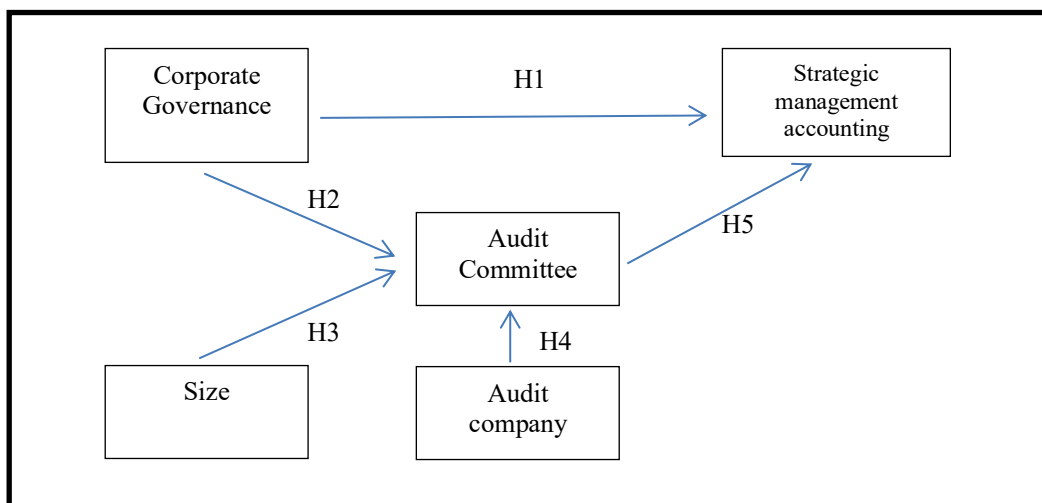 Corporate
Governance
H1
Strategic
management
accounting
H2
Audit
Committee
H5
H3
H4
Size
Audit
company